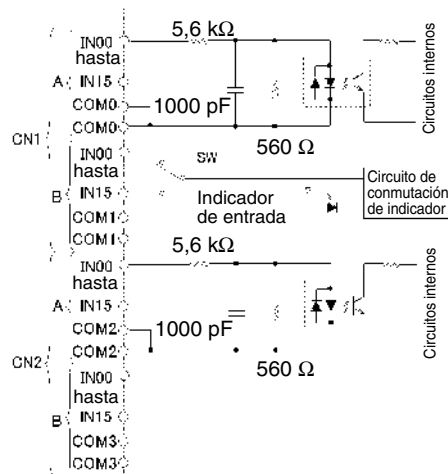 5,6 kΩ
IN00
hasta
A
IN15
COM0
1000 pF
COM0
CN1
560 Ω
Circuitos internos
IN00
hasta
SW
B
IN15
COM1
COM1
Indicador
de entrada
Circuito de
conmutación
de indicador
IN00
5,6 kΩ
hasta
A
IN15
COM2
1000 pF
COM2
CN2
560 Ω
Circuitos internos
IN00
hasta
B
IN15
COM3
COM3